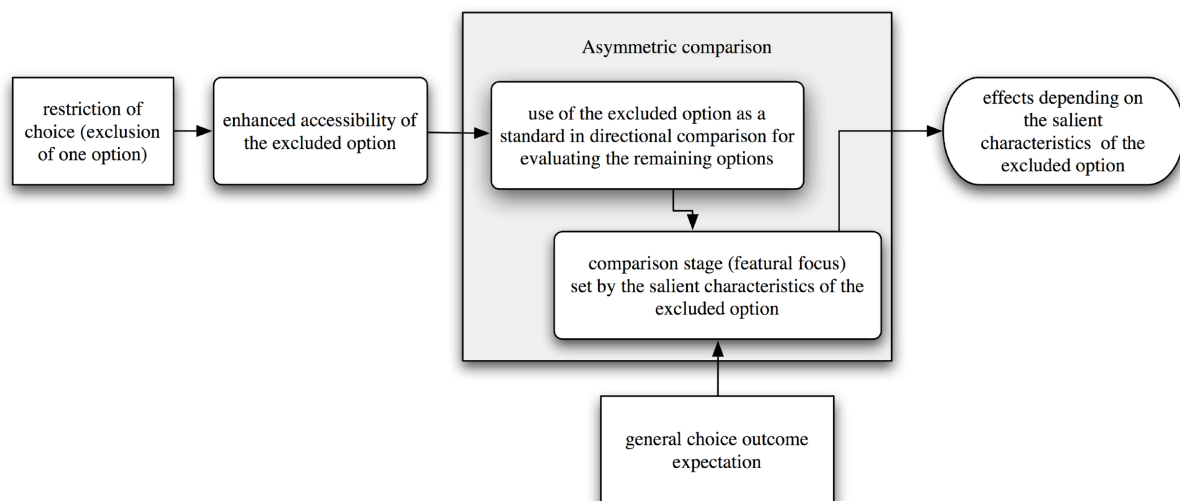 Asymmetric comparison
restriction of
choice (exclusion
of one option)
enhanced accessibility of
the excluded option
use of the excluded option as a
standard in directional comparison for
evaluating the remaining options
effects depending on
the salient
characteristics of the
excluded option
comparison stage (featural focus)
set by the salient characteristics of the
excluded option
general choice outcome
expectation